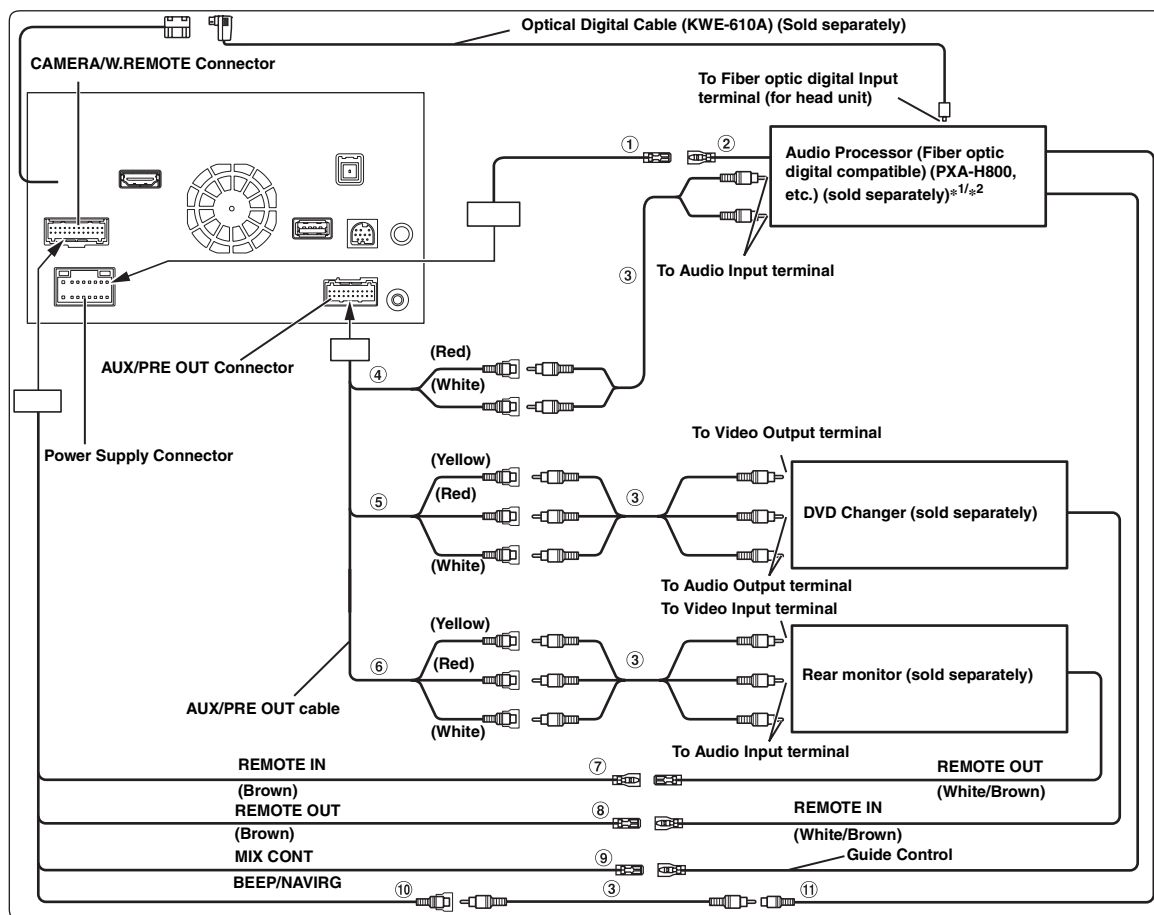 Optical Digital Cable (KWE-610A) (Sold separately)
CAMERA/W.REMOTE Connector
To Fiber optic digital Input
terminal (for head unit)
① ②
Audio Processor (Fiber optic
digital compatible) (PXA-H800,
etc.) (sold separately)*1/*2
To Audio Input terminal
③
AUX/PRE OUT Connector
④
(Red)
(White)
Power Supply Connector
To Video Output terminal
(Yellow)
⑤
(Red)
③
DVD Changer (sold separately)
(White)
To Audio Output terminal
To Video Input terminal
(Yellow)
⑥
(Red)
③
Rear monitor (sold separately)
AUX/PRE OUT cable
(White)
To Audio Input terminal
REMOTE IN
⑦
REMOTE OUT
(Brown)
(White/Brown)
REMOTE OUT
⑧
REMOTE IN
(Brown)
(White/Brown)
MIX CONT
⑨
Guide Control
BEEP/NAVIRG
⑩ ③ ⑪